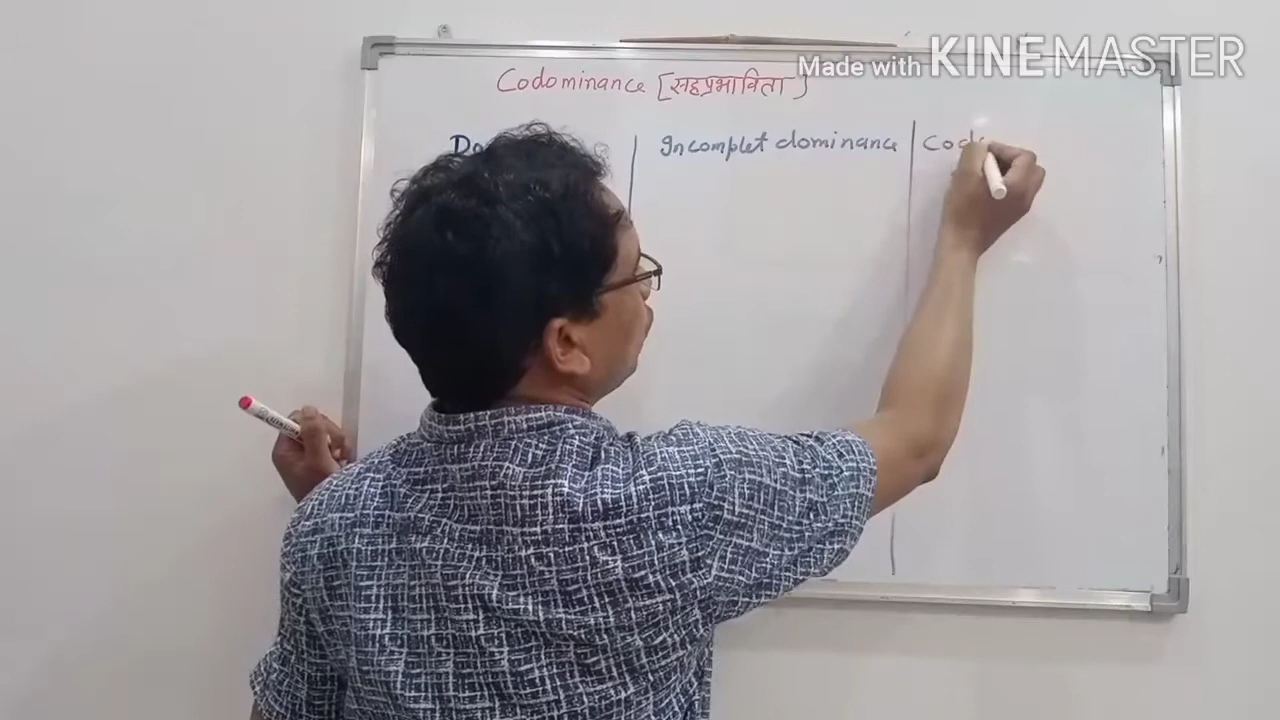 Made with KINEMASTER
Codominance [सहप्रभाविता]
Incomplet dominance